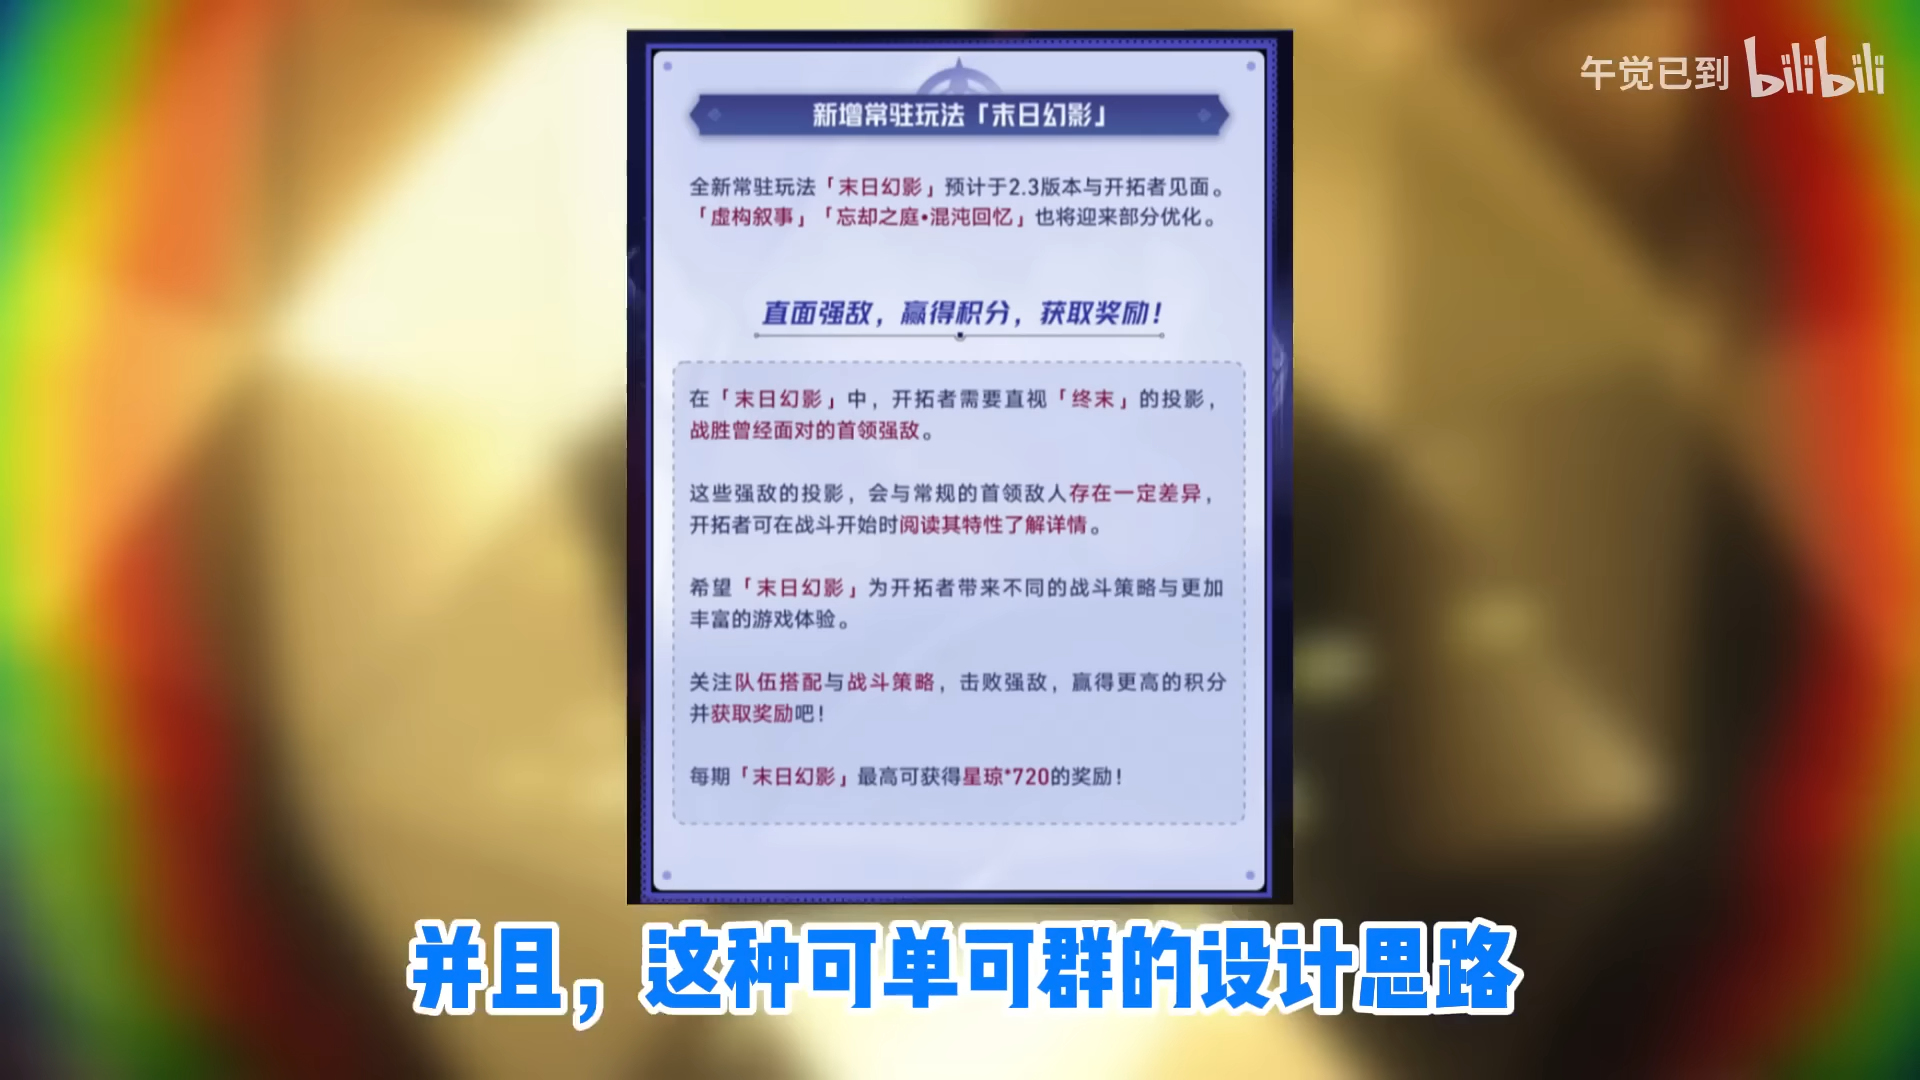 午觉已到 bilibili
新增常驻玩法「末日幻影」
全新常驻玩法「末日幻影」预计于2.3版本与开拓者见面。
「虚构叙事」「忘却之庭•混沌回忆」也将迎来部分优化。
直面强敌，赢得积分，获取奖励！
在「末日幻影」中，开拓者需要直视「终末」的投影，
战胜曾经面对的首领强敌。
这些强敌的投影，会与常规的首领敌人存在一定差异，
开拓者可在战斗开始时阅读其特性了解详情。
希望「末日幻影」为开拓者带来不同的战斗策略与更加
丰富的游戏体验。
关注队伍搭配与战斗策略，击败强敌，赢得更高的积分
并获取奖励吧！
每期「末日幻影」最高可获得星琼*720的奖励！
并且，这种可单可群的设计思路